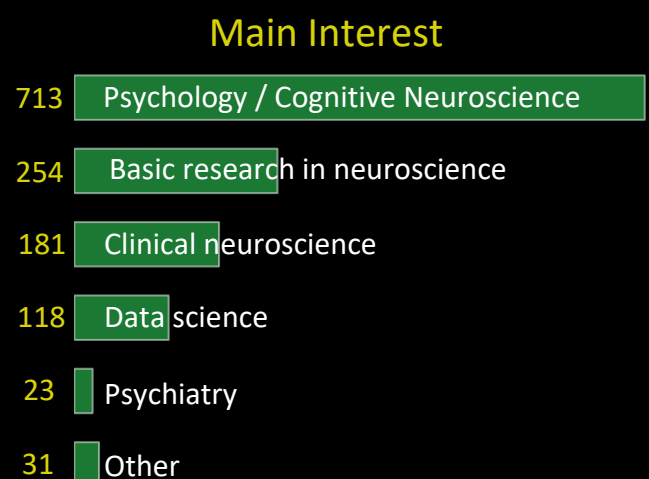 Main Interest
713 Psychology / Cognitive Neuroscience
254 Basic research in neuroscience
181 Clinical neuroscience
118 Data science
23 Psychiatry
31 Other